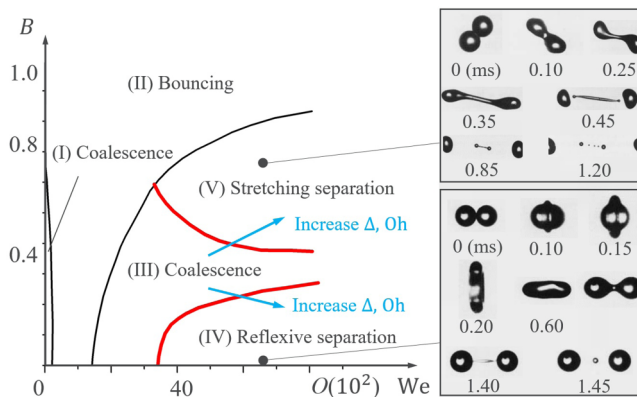 B
1.0
0.8
0.4
0
40
O(10²)
We
(II) Bouncing
(I) Coalescence
(V) Stretching separation
Increase Δ, Oh
(III) Coalescence
Increase Δ, Oh
(IV) Reflexive separation
0 (ms)
0.10
0.25
0.35
0.45
0.85
1.20
0 (ms)
0.10
0.15
0.20
0.60
1.40
1.45